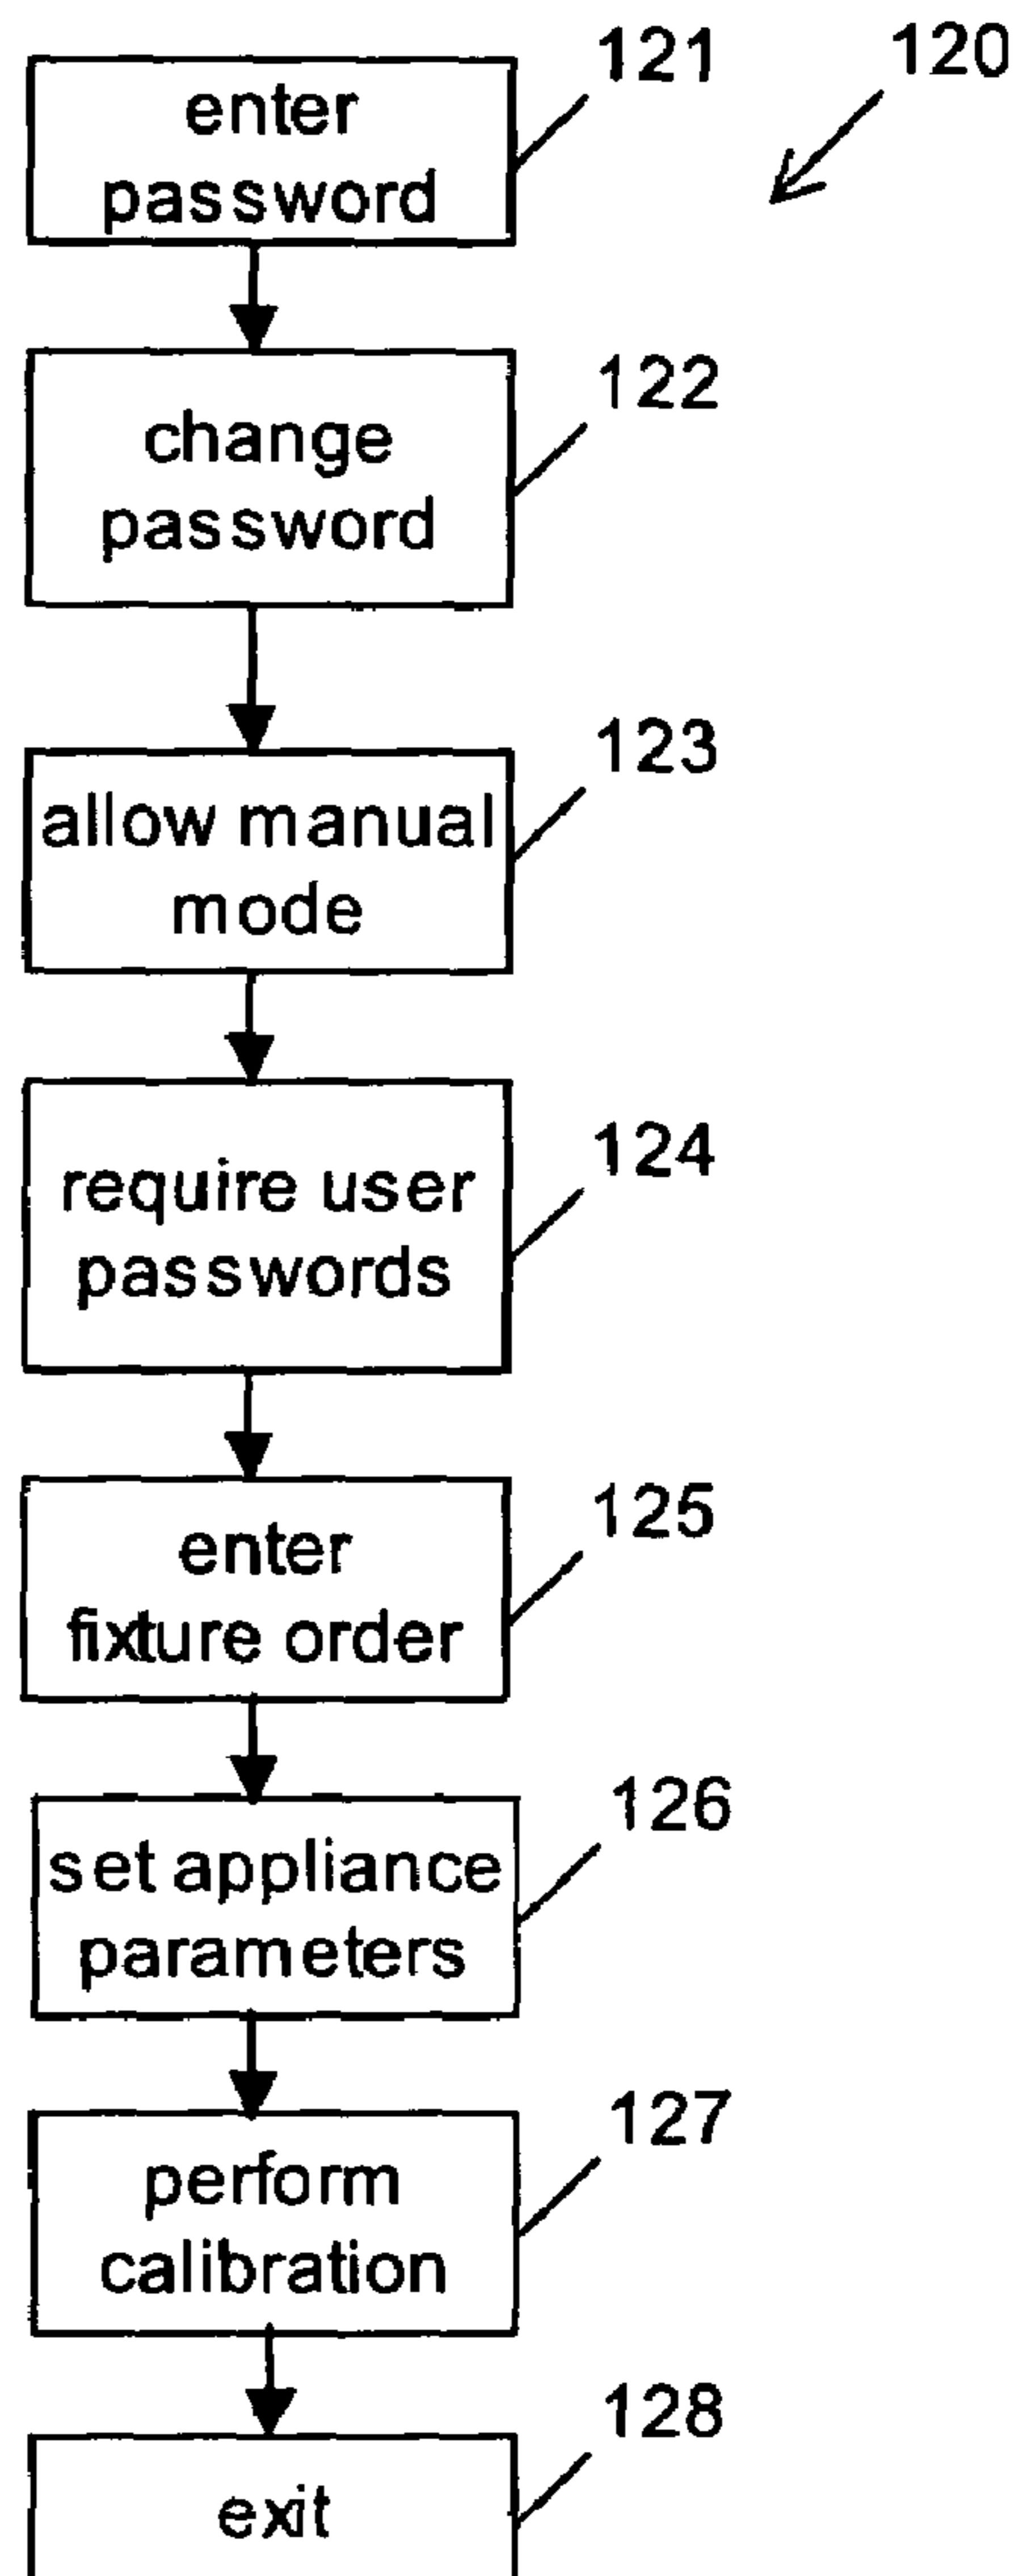 120
121
enter
password
122
change
password
123
allow manual
mode
124
require user
passwords
125
enter
fixture order
126
set appliance
parameters
127
perform
calibration
128
exit